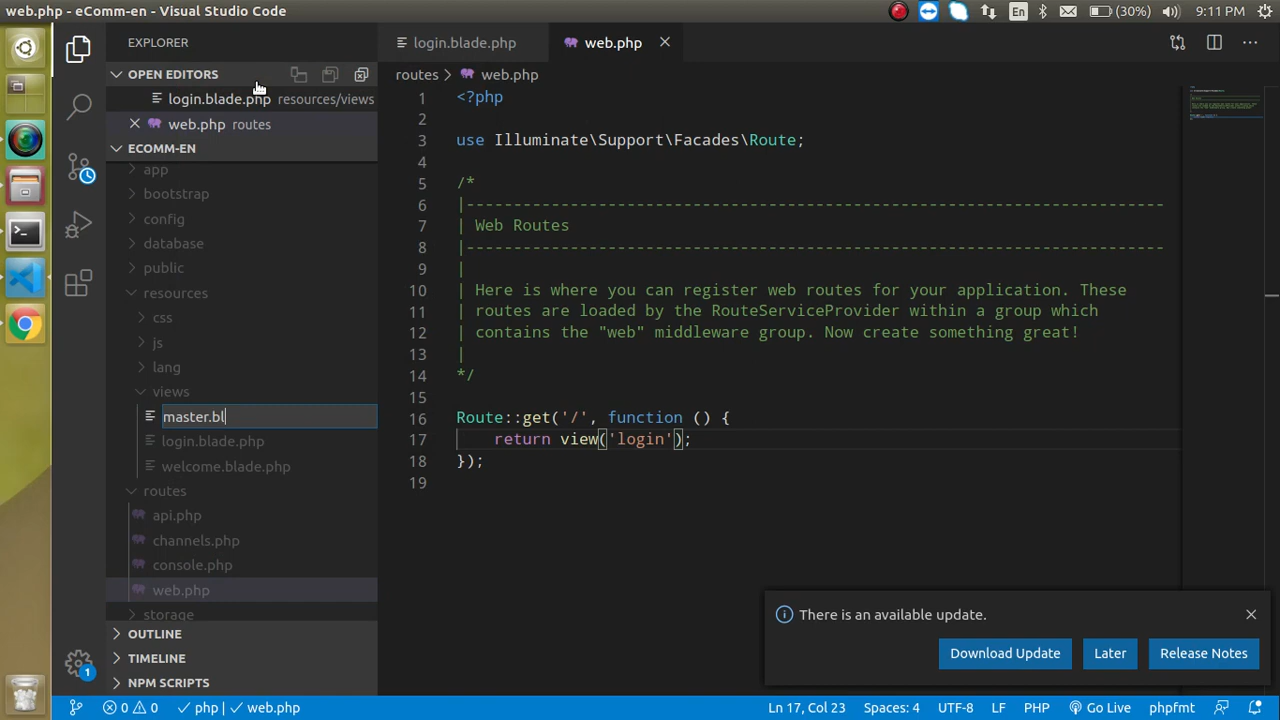 web.php - eComm-en - Visual Studio Code
En
(30%)
9:11 PM
EXPLORER
OPEN EDITORS
login.blade.php resources/views
web.php routes
ECOMM-EN
app
bootstrap
config
database
public
resources
css
js
lang
views
master.bl
login.blade.php
welcome.blade.php
routes
api.php
channels.php
console.php
web.php
storage
OUTLINE
TIMELINE
NPM SCRIPTS
1
login.blade.php
web.php
routes > web.php
1 <?php
2
3 use Illuminate\Support\Facades\Route;
4
5 /*
6 |--------------------------------------------------------------------------
7 | Web Routes
8 |--------------------------------------------------------------------------
9 |
10 | Here is where you can register web routes for your application. These
11 | routes are loaded by the RouteServiceProvider within a group which
12 | contains the "web" middleware group. Now create something great!
13 |
14 */
15
16 Route::get('/', function () {
17     return view('login');
18 });
19
There is an available update.
Download Update
Later
Release Notes
0 0
php
web.php
Ln 17, Col 23
Spaces: 4
UTF-8
LF
PHP
Go Live
phpfmt